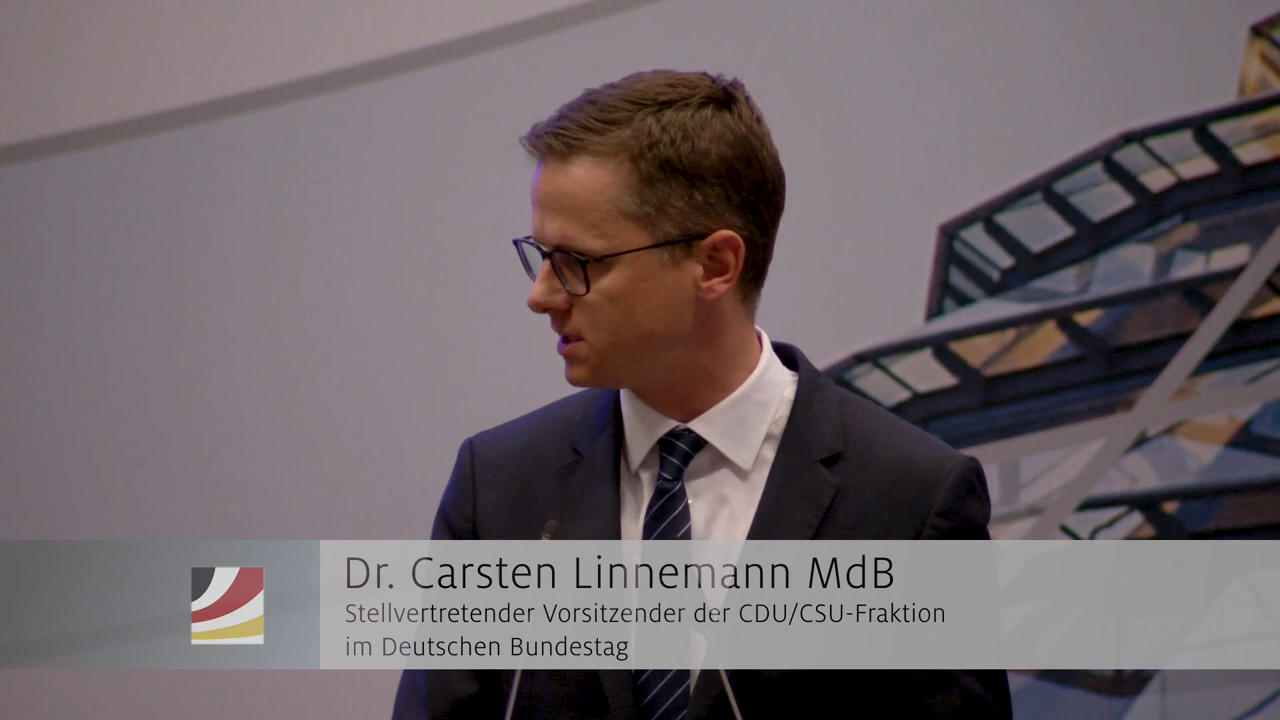 Dr. Carsten Linnemann MdB
Stellvertretender Vorsitzender der CDU/CSU-Fraktion
im Deutschen Bundestag